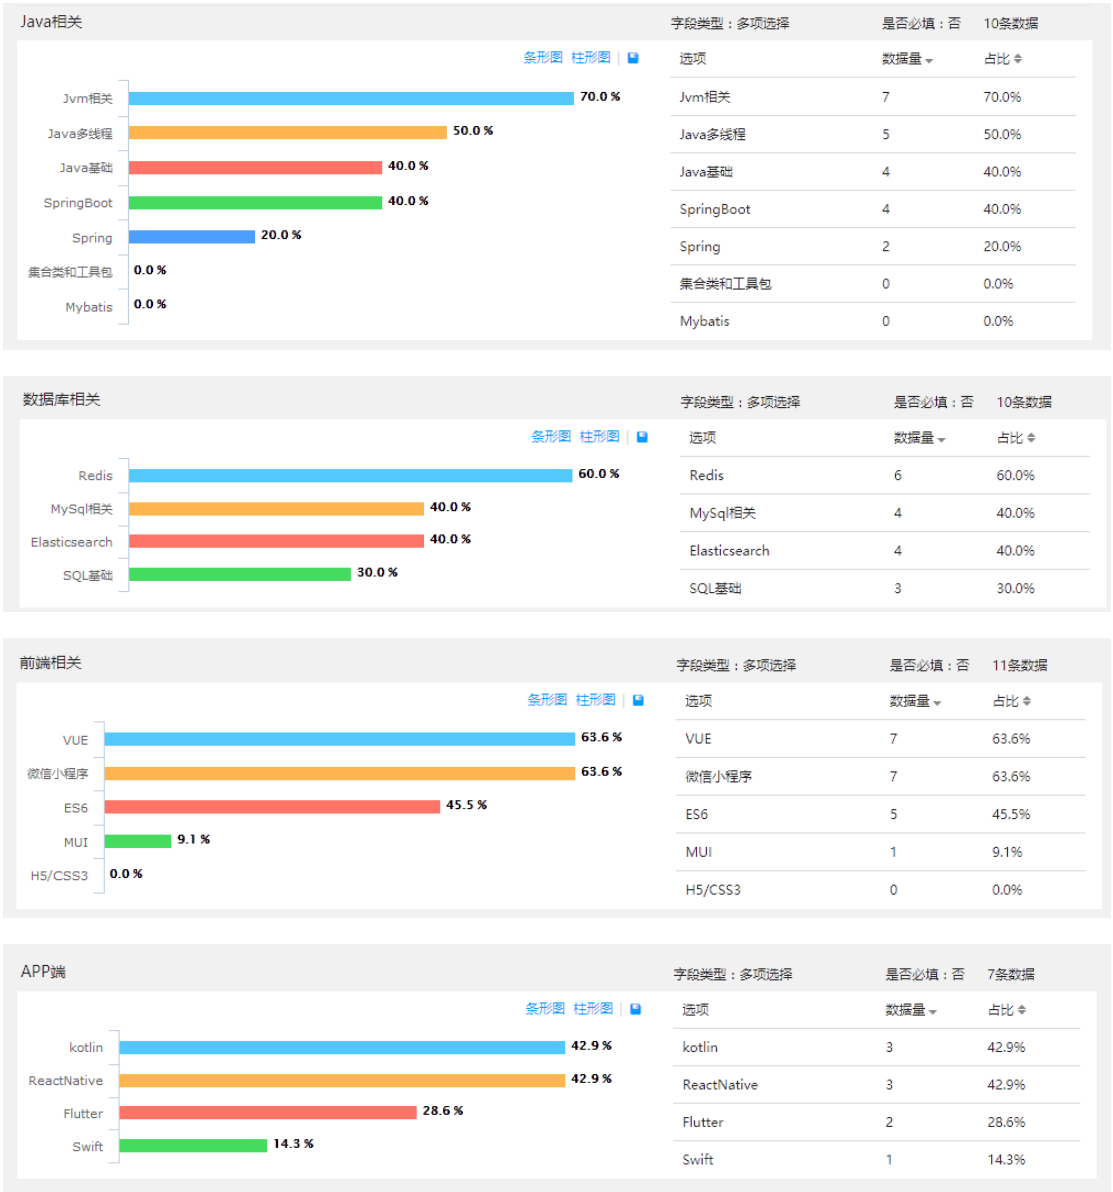 Java相关
字段类型：多项选择 是否必填：否 10条数据
条形图 柱形图
选项 数据量 占比
Jvm相关 70.0 %
Java多线程 50.0 %
Java基础 40.0 %
SpringBoot 40.0 %
Spring 20.0 %
集合类和工具包 0.0 %
Mybatis 0.0 %
Jvm相关 7 70.0%
Java多线程 5 50.0%
Java基础 4 40.0%
SpringBoot 4 40.0%
Spring 2 20.0%
集合类和工具包 0 0.0%
Mybatis 0 0.0%
数据库相关
字段类型：多项选择 是否必填：否 10条数据
条形图 柱形图
选项 数据量 占比
Redis 60.0 %
MySql相关 40.0 %
Elasticsearch 40.0 %
SQL基础 30.0 %
Redis 6 60.0%
MySql相关 4 40.0%
Elasticsearch 4 40.0%
SQL基础 3 30.0%
前端相关
字段类型：多项选择 是否必填：否 11条数据
条形图 柱形图
选项 数据量 占比
VUE 63.6 %
微信小程序 63.6 %
ES6 45.5 %
MUI 9.1 %
H5/CSS3 0.0 %
VUE 7 63.6%
微信小程序 7 63.6%
ES6 5 45.5%
MUI 1 9.1%
H5/CSS3 0 0.0%
APP端
字段类型：多项选择 是否必填：否 7条数据
条形图 柱形图
选项 数据量 占比
kotlin 42.9 %
ReactNative 42.9 %
Flutter 28.6 %
Swift 14.3 %
kotlin 3 42.9%
ReactNative 3 42.9%
Flutter 2 28.6%
Swift 1 14.3%